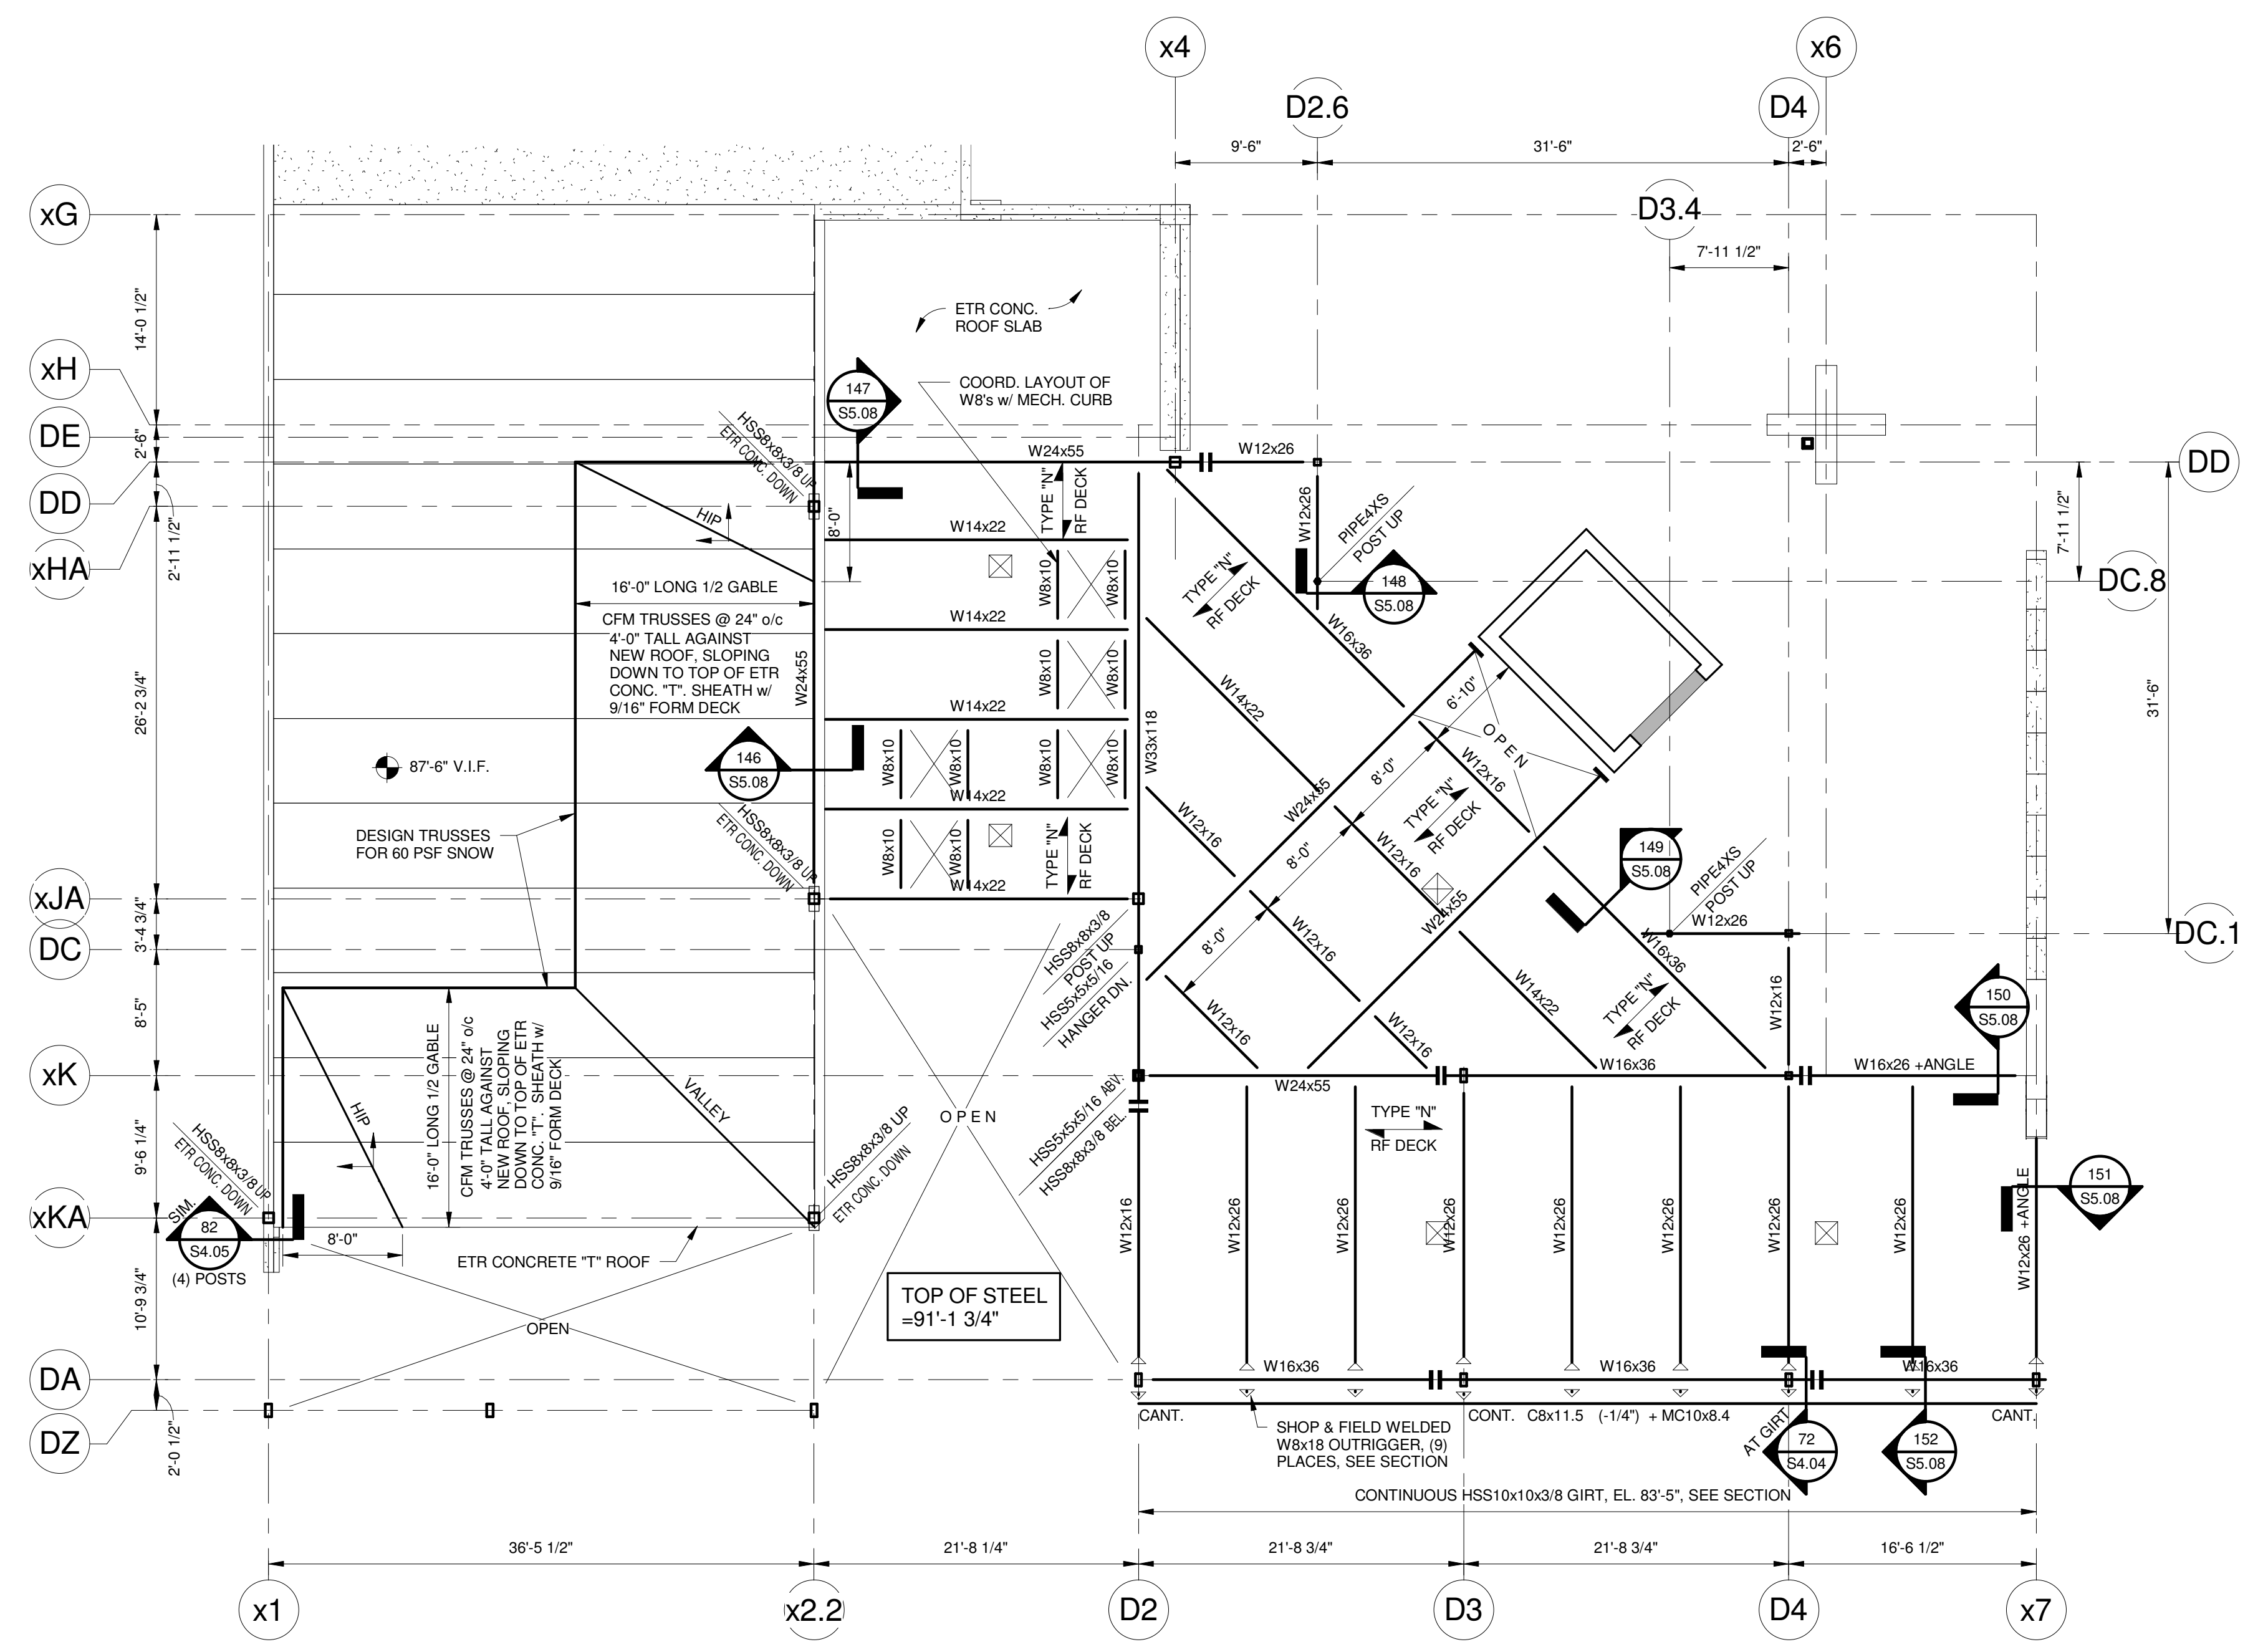 x4
x6
D2.6
D4
9'-6"
31'-6"
2'-6"
D3.4
7'-11 1/2"
xG
14'-0 1/2"
xH
DE
2'-6"
DD
xHA
2'-11 1/2"
26'-2 3/4"
xJA
3'-4 3/4"
DC
8'-5"
xK
9'-6 1/4"
xKA
10'-9 3/4"
DA
DZ
2'-0 1/2"
ETR CONC.
ROOF SLAB
COORD. LAYOUT OF
W8's w/ MECH. CURB
147
S5.08
HSS8x8x3/8 UP
ETR CONC. DOWN
HIP
8'-0"
W24x55
W12x26
TYPE "N"
RF DECK
W14x22
W8x10
W8x10
W14x22
W8x10
W8x10
W14x22
W8x10
W8x10
W8x10
W8x10
W14x22
W8x10
W8x10
TYPE "N"
RF DECK
W14x22
16'-0" LONG 1/2 GABLE
CFM TRUSSES @ 24" o/c
4'-0" TALL AGAINST
NEW ROOF, SLOPING
DOWN TO TOP OF ETR
CONC. "T". SHEATH w/
9/16" FORM DECK
W24x55
87'-6" V.I.F.
146
S5.08
HSS8x8x3/8 UP
ETR CONC. DOWN
DESIGN TRUSSES
FOR 60 PSF SNOW
16'-0" LONG 1/2 GABLE
CFM TRUSSES @ 24" o/c
4'-0" TALL AGAINST
NEW ROOF, SLOPING
DOWN TO TOP OF ETR
CONC. "T". SHEATH w/
9/16" FORM DECK
HIP
VALLEY
HSS8x8x3/8 UP
ETR CONC. DOWN
SIM.
82
S4.05
(4) POSTS
8'-0"
HSS8x8x3/8 UP
ETR CONC. DOWN
ETR CONCRETE "T" ROOF
OPEN
OPEN
TOP OF STEEL
=91'-1 3/4"
W33x118
HSS8x8x3/8
POST UP
HSS5x5x5/16
HANGER DN.
HSS5x5x5/16 ABV.
HSS8x8x3/8 BEL.
W12x26
PIPE4XS
POST UP
148
S5.08
TYPE "N"
RF DECK
W16x36
W14x22
W12x16
W24x55
6'-10"
8'-0"
8'-0"
8'-0"
OPEN
W12x16
TYPE "N"
RF DECK
W12x16
W24x55
W12x16
W12x16
W12x16
W14x22
W16x36
TYPE "N"
RF DECK
149
S5.08
PIPE4XS
POST UP
W12x26
W12x16
DD
7'-11 1/2"
DC.8
31'-6"
DC.1
150
S5.08
W24x55
W16x36
W16x26 +ANGLE
TYPE "N"
RF DECK
151
S5.08
W12x16
W12x26
W12x26
W12x26
W12x26
W12x26
W12x26
W12x26
W12x26 +ANGLE
W16x36
W16x36
W16x36
CANT.
CONT. C8x11.5 (-1/4") + MC10x8.4
CANT.
SHOP & FIELD WELDED
W8x18 OUTRIGGER, (9)
PLACES, SEE SECTION
AT GIRT
72
S4.04
152
S5.08
CONTINUOUS HSS10x10x3/8 GIRT, EL. 83'-5", SEE SECTION
36'-5 1/2"
21'-8 1/4"
21'-8 3/4"
21'-8 3/4"
16'-6 1/2"
x1
x2.2
D2
D3
D4
x7